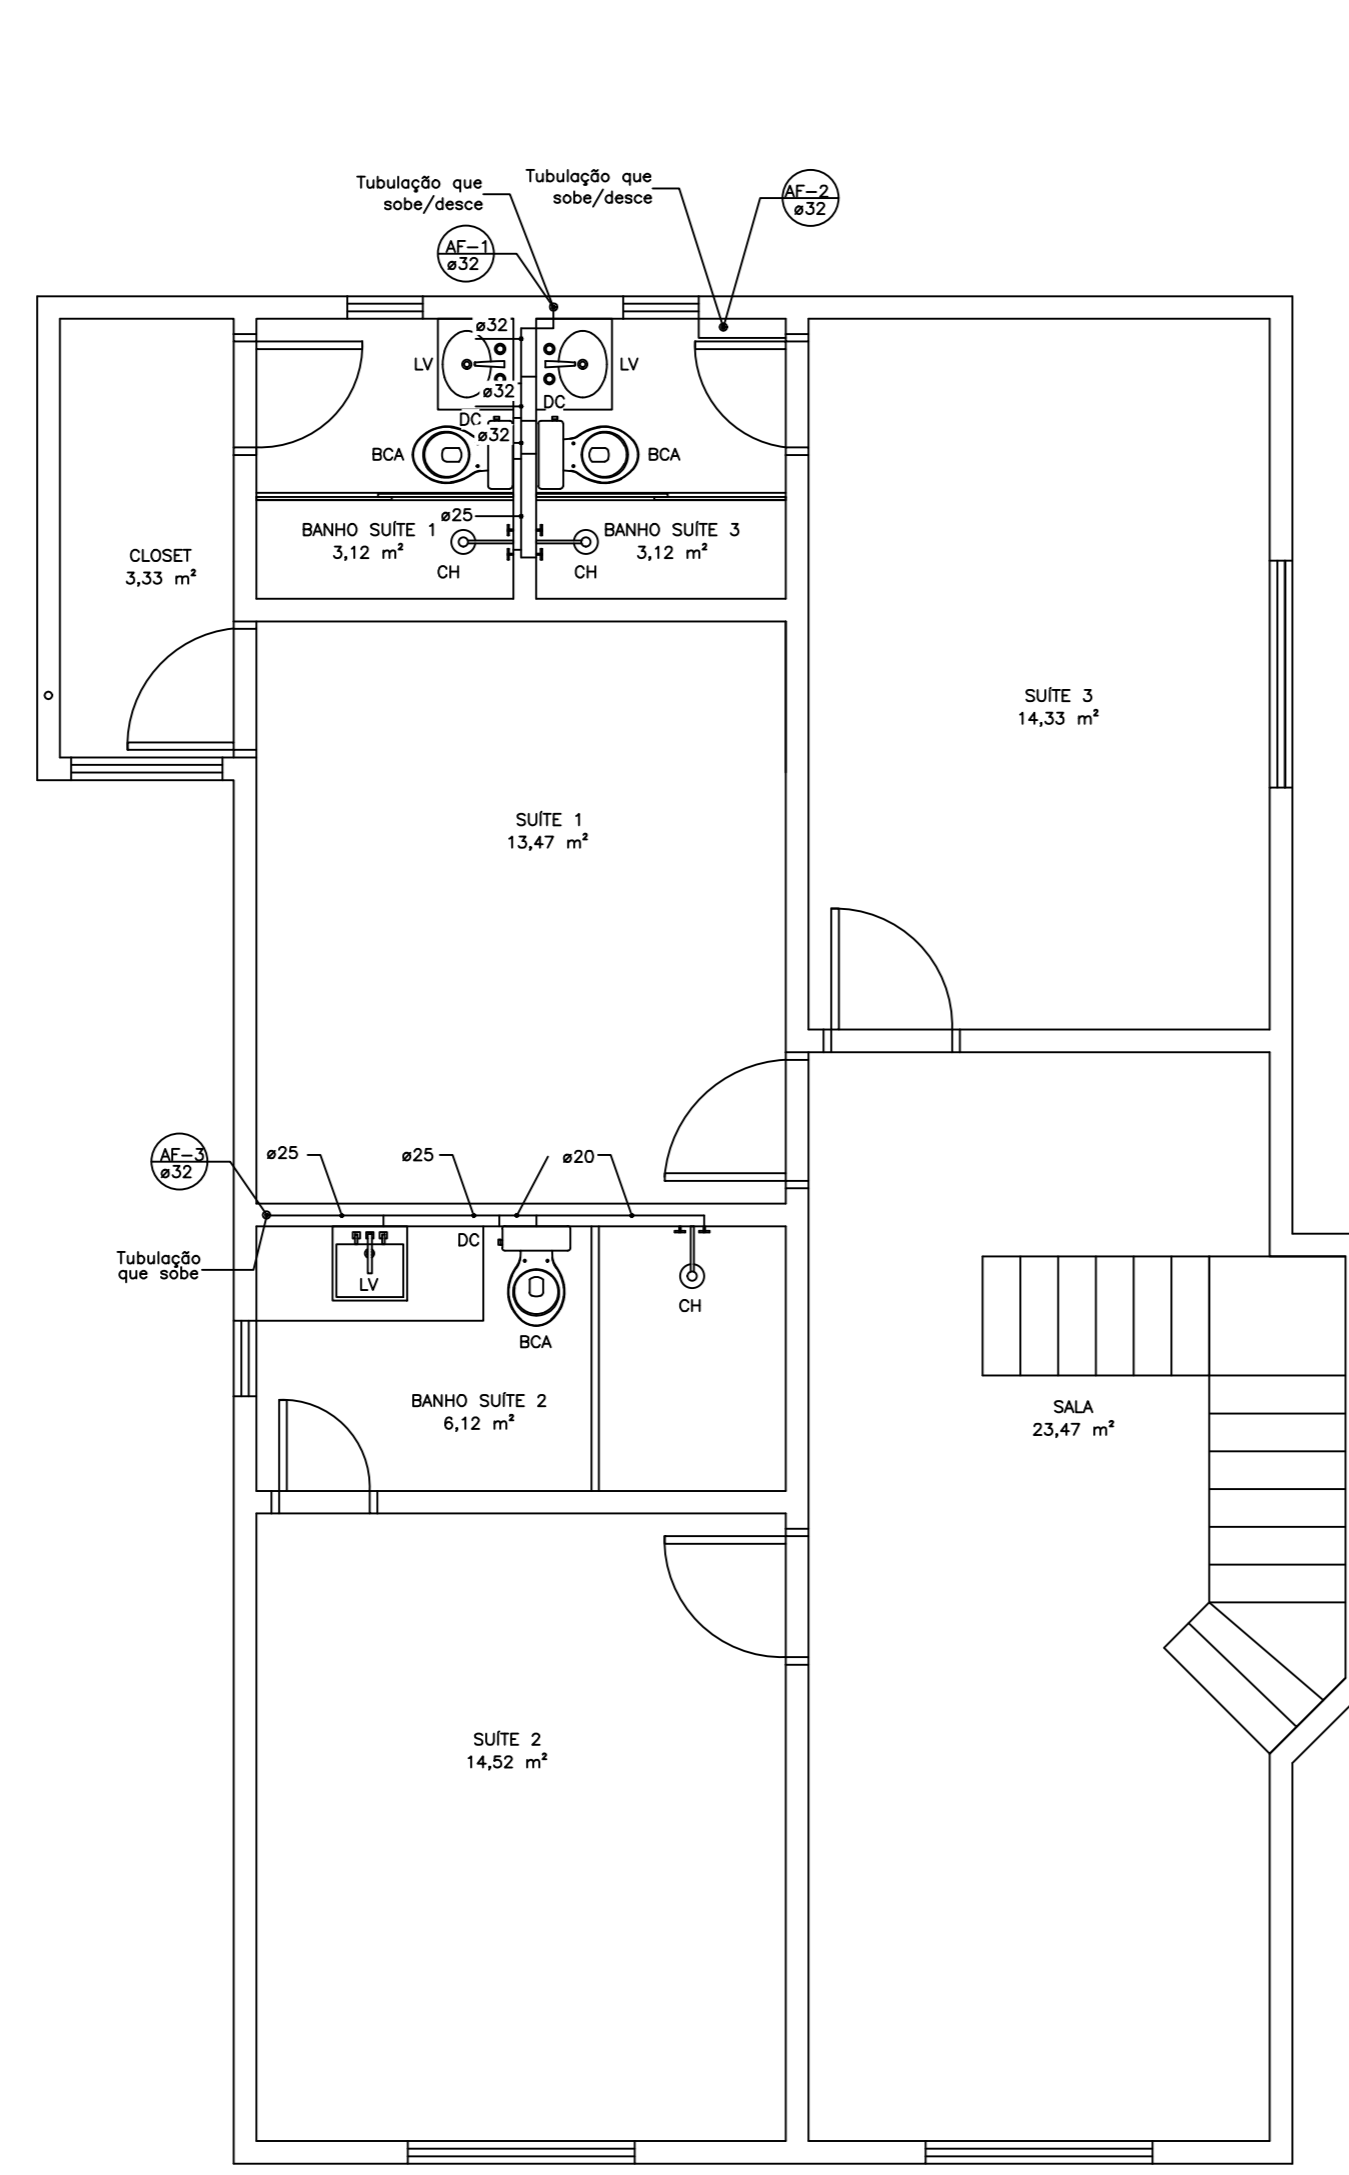 Tubulação que
sobe/desce
Tubulação que
sobe/desce
AF-2
ø32
AF-1
ø32
ø32
LV
LV
ø32
DC
DC
ø32
BCA
BCA
ø25
BANHO SUÍTE 1
3,12 m²
BANHO SUÍTE 3
3,12 m²
CH
CH
CLOSET
3,33 m²
SUÍTE 3
14,33 m²
SUÍTE 1
13,47 m²
AF-3
ø32
ø25
ø25
ø20
Tubulação
que sobe
DC
LV
CH
BCA
BANHO SUÍTE 2
6,12 m²
SALA
23,47 m²
SUÍTE 2
14,52 m²